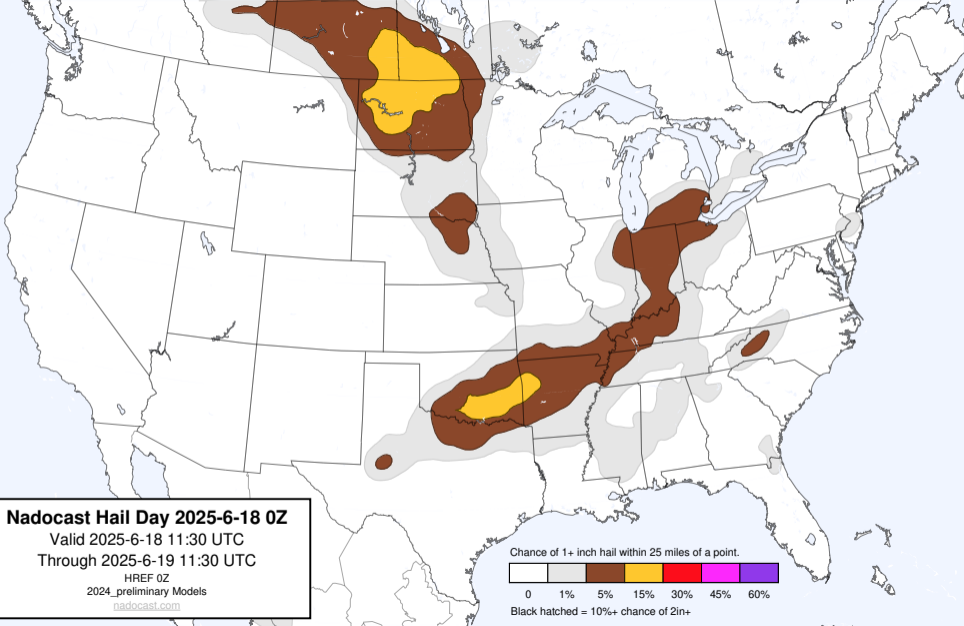 Nadocast Hail Day 2025-6-18 0Z
Valid 2025-6-18 11:30 UTC
Through 2025-6-19 11:30 UTC
HREF 0Z
2024_preliminary Models
nadocast.com
Chance of 1+ inch hail within 25 miles of a point.
0 1% 5% 15% 30% 45% 60%
Black hatched = 10%+ chance of 2in+